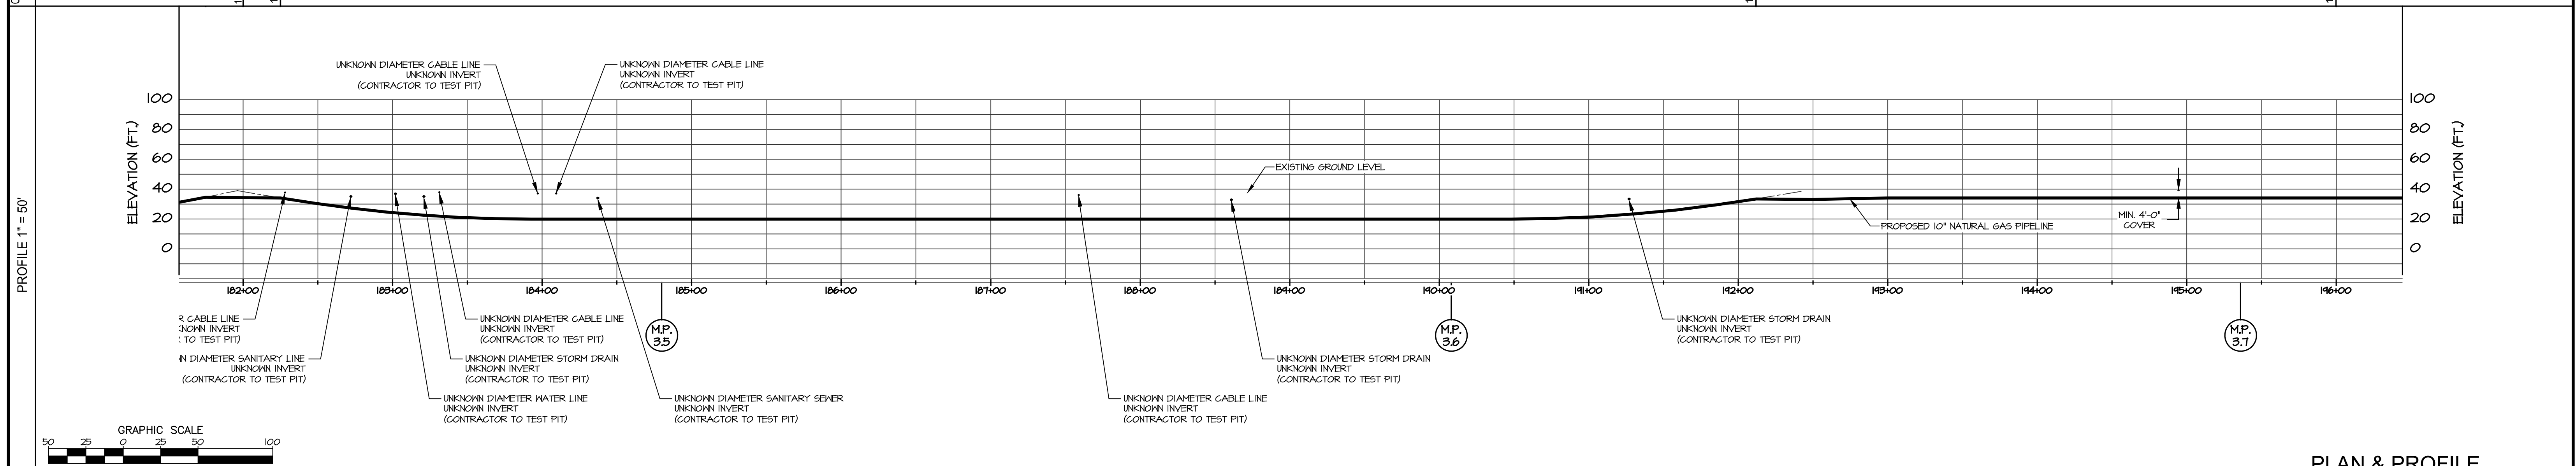 UNKNOWN DIAMETER CABLE LINE
UNKNOWN INVERT
(CONTRACTOR TO TEST PIT)
UNKNOWN DIAMETER CABLE LINE
UNKNOWN INVERT
(CONTRACTOR TO TEST PIT)
PROFILE 1" = 50'
ELEVATION (FT.)
100
80
60
40
20
0
EXISTING GROUND LEVEL
PROPOSED 10" NATURAL GAS PIPELINE
MIN. 4'-0"
COVER
100
80
60
40
20
0
ELEVATION (FT.)
182+00
183+00
184+00
185+00
186+00
187+00
188+00
189+00
190+00
191+00
192+00
193+00
194+00
195+00
196+00
CABLE LINE
INVERT
TO TEST PIT)
DIAMETER SANITARY LINE
UNKNOWN INVERT
(CONTRACTOR TO TEST PIT)
UNKNOWN DIAMETER CABLE LINE
UNKNOWN INVERT
(CONTRACTOR TO TEST PIT)
UNKNOWN DIAMETER STORM DRAIN
UNKNOWN INVERT
(CONTRACTOR TO TEST PIT)
UNKNOWN DIAMETER WATER LINE
UNKNOWN INVERT
(CONTRACTOR TO TEST PIT)
M.P.
3.5
UNKNOWN DIAMETER SANITARY SEWER
UNKNOWN INVERT
(CONTRACTOR TO TEST PIT)
UNKNOWN DIAMETER CABLE LINE
UNKNOWN INVERT
(CONTRACTOR TO TEST PIT)
UNKNOWN DIAMETER STORM DRAIN
UNKNOWN INVERT
(CONTRACTOR TO TEST PIT)
M.P.
3.6
UNKNOWN DIAMETER STORM DRAIN
UNKNOWN INVERT
(CONTRACTOR TO TEST PIT)
M.P.
3.7
GRAPHIC SCALE
50 25 0 25 50 100
PLAN & PROFILE